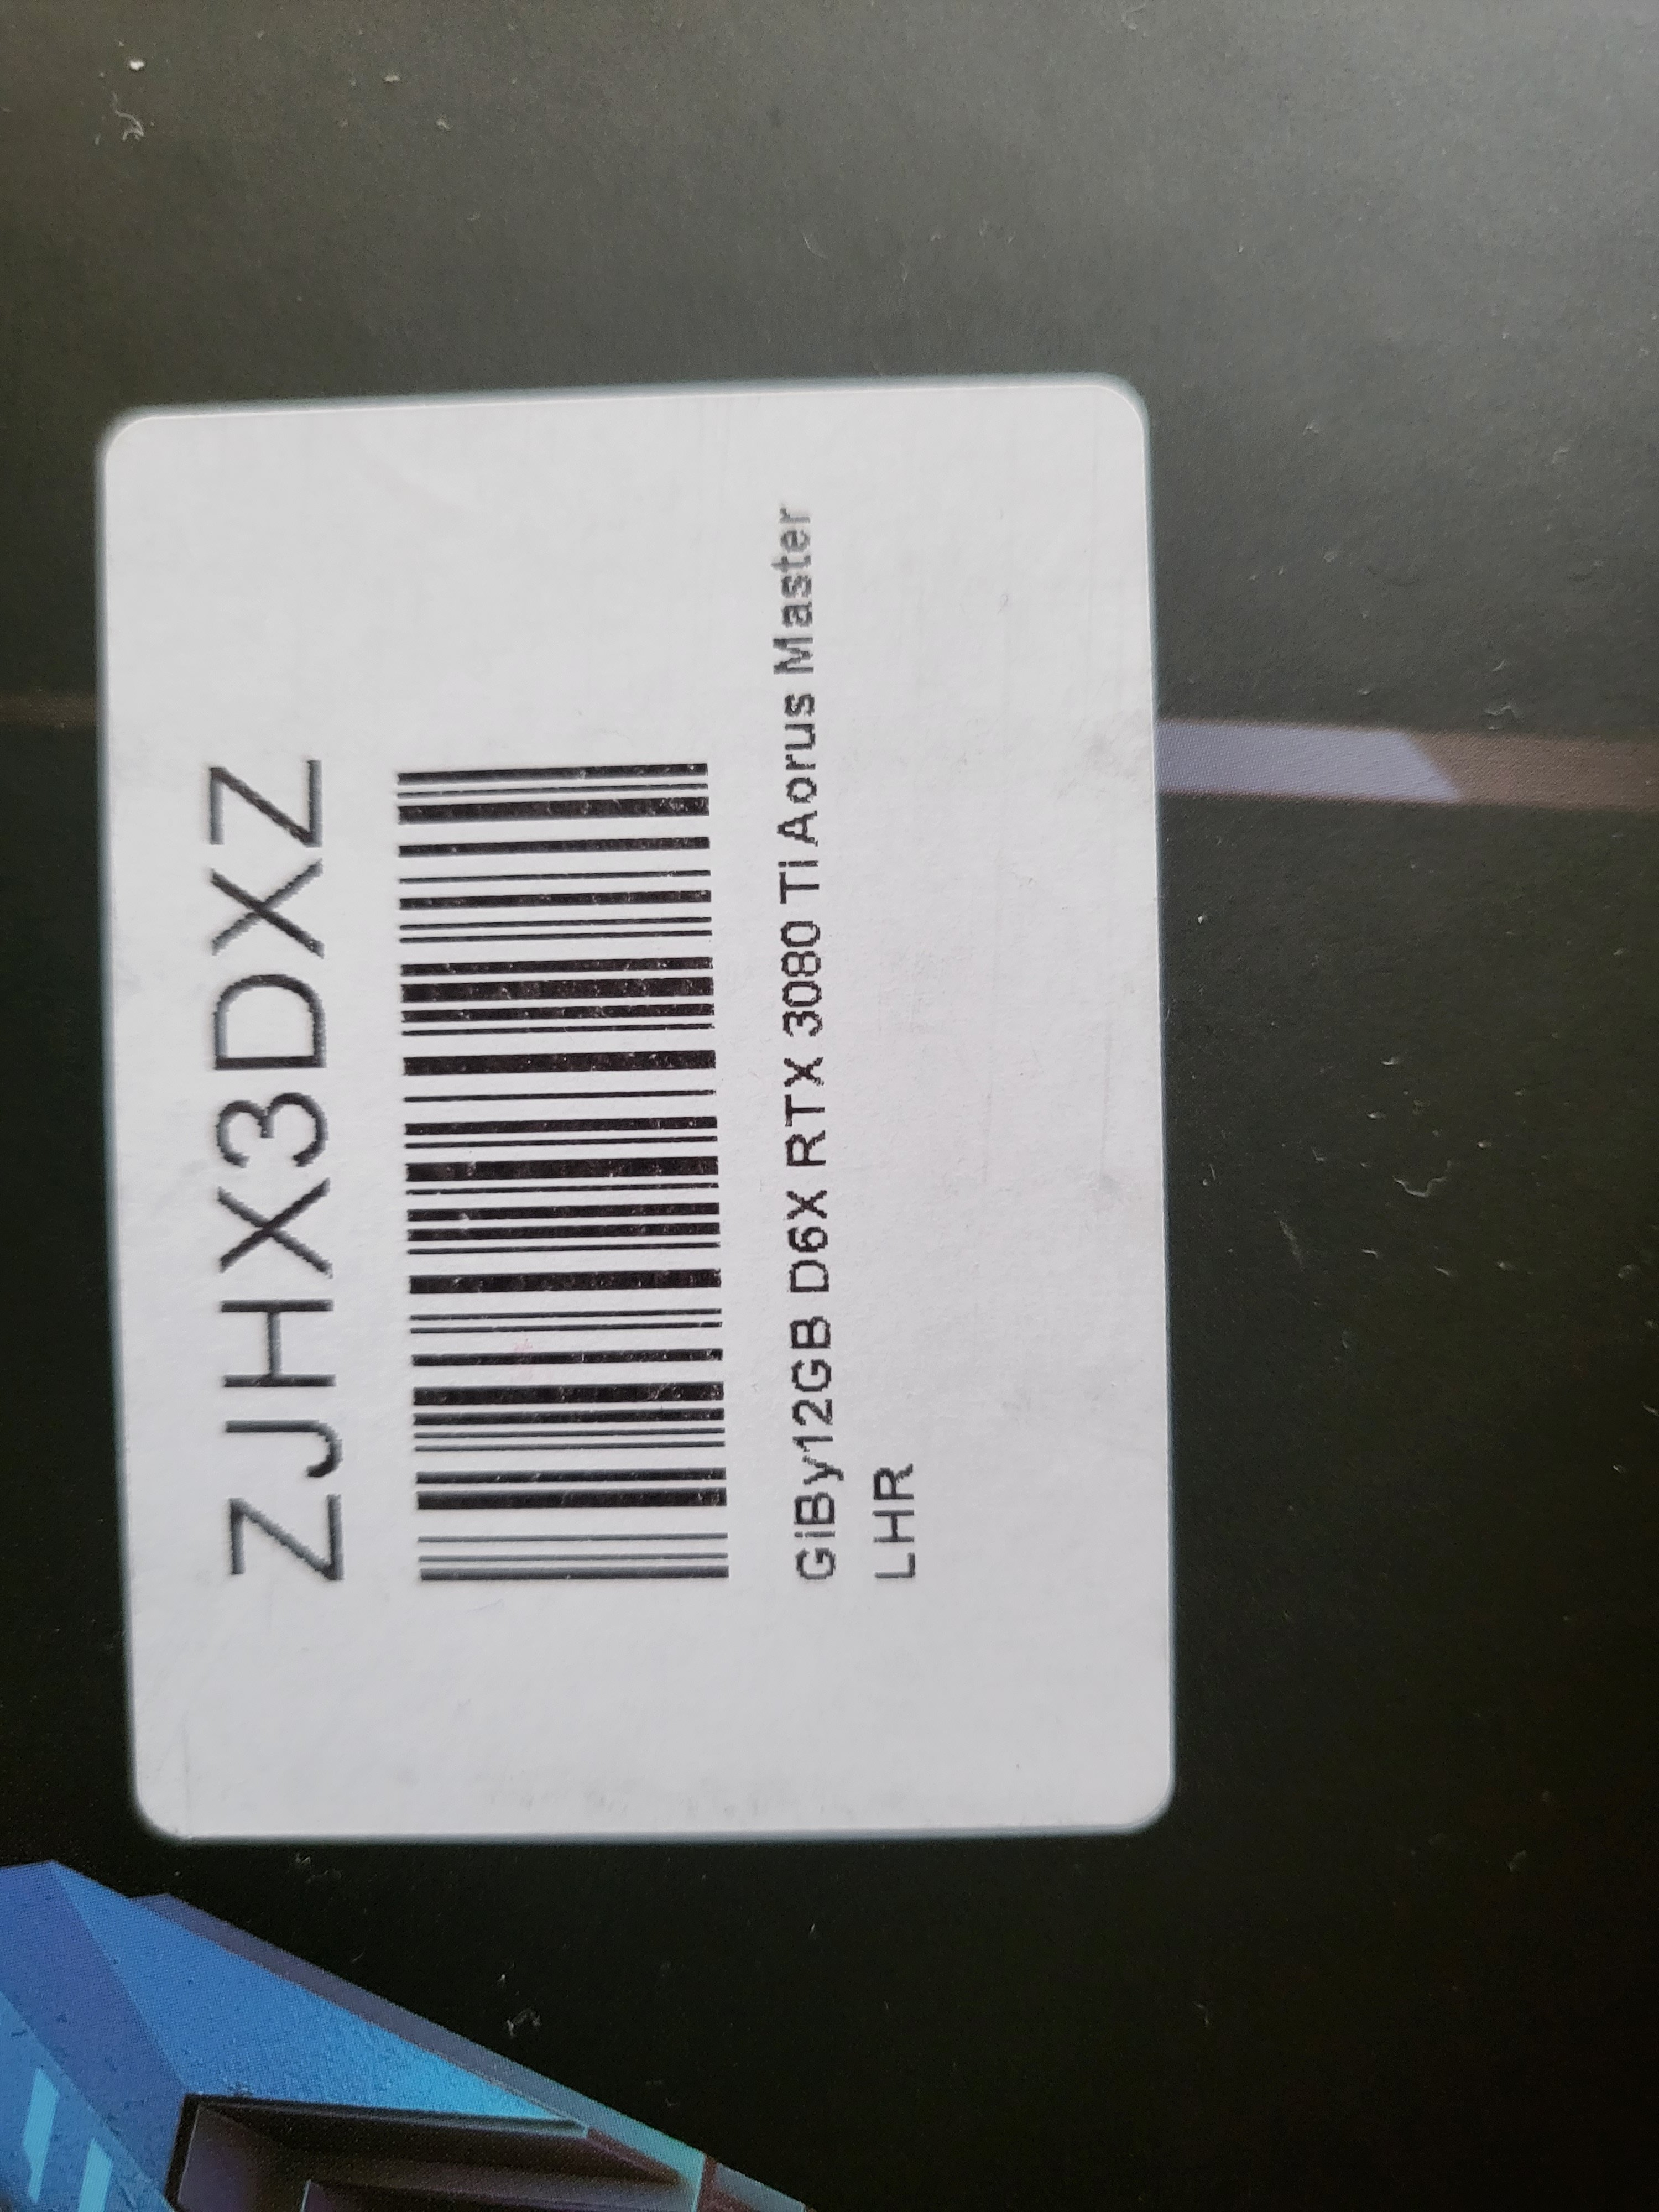 ZJHX3DXZ
GiBy12GB D6X RTX 3080 Ti Aorus Master
LHR